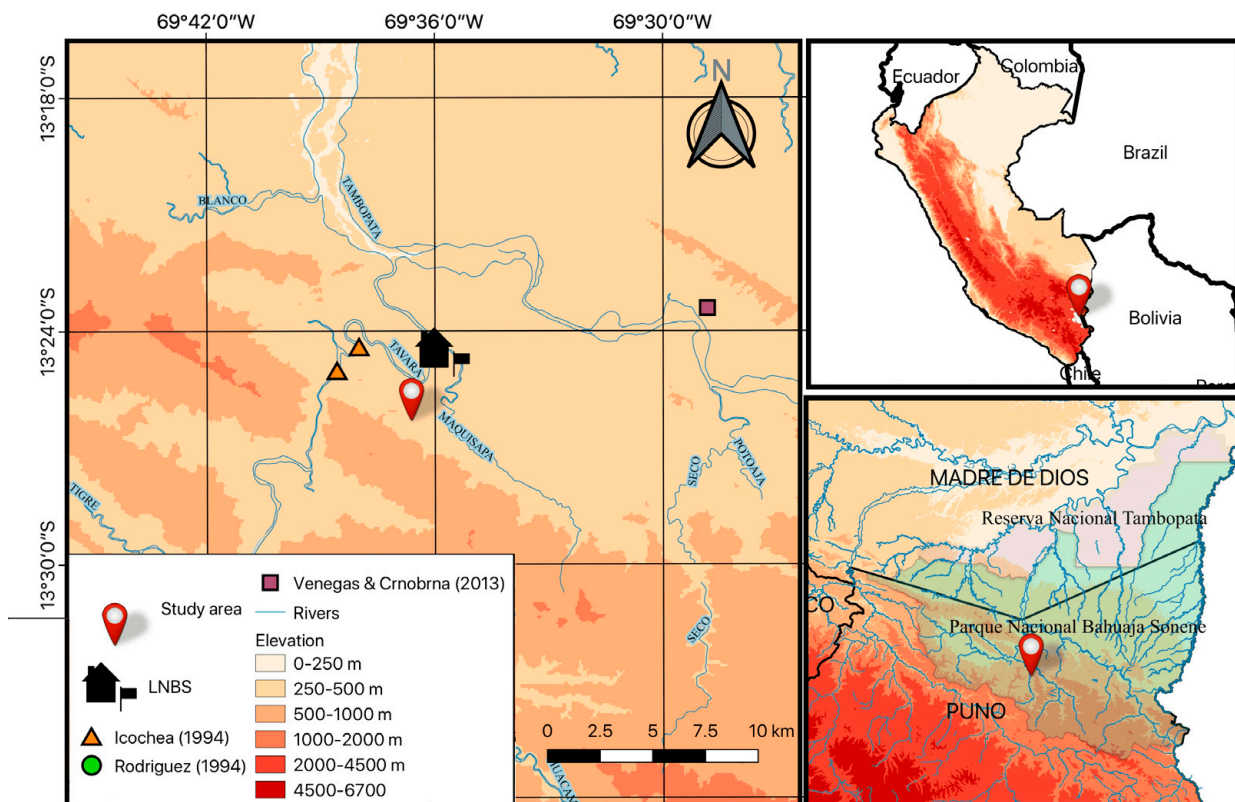 69°42'0"W
69°36'0"W
69°30'0"W
13°18'0"S
13°24'0"S
13°30'0"S
N
BLANCO
TAMBOPATA
TAVARA
MAQUISAPA
SECO
POTOAJA
TIGRE
SECO
HUACAM
Study area
LNBS
Icochea (1994)
Rodriguez (1994)
Venegas & Crnobrna (2013)
Rivers
Elevation
0-250 m
250-500 m
500-1000 m
1000-2000 m
2000-4500 m
4500-6700
0 2.5 5 7.5 10 km
Ecuador
Colombia
Brazil
Bolivia
Chile
MADRE DE DIOS
Reserva Nacional Tambopata
CO
Parque Nacional Bahuaja Sonene
PUNO